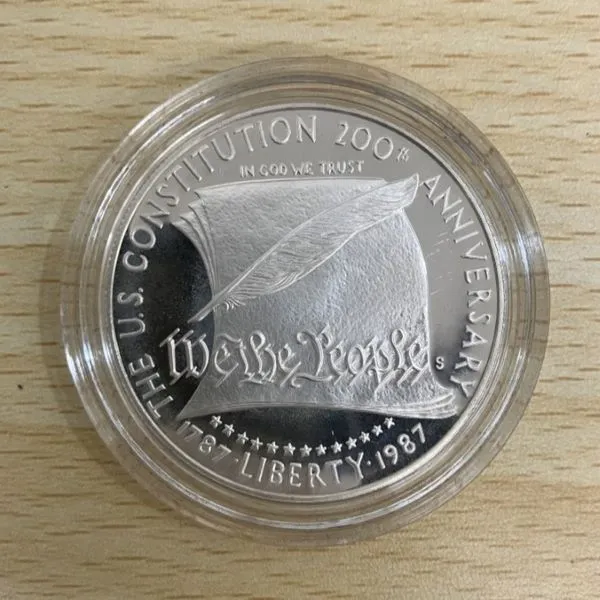 THE U.S. CONSTITUTION 200th ANNIVERSARY
IN GOD WE TRUST
We the People
S
1787 · LIBERTY · 1987